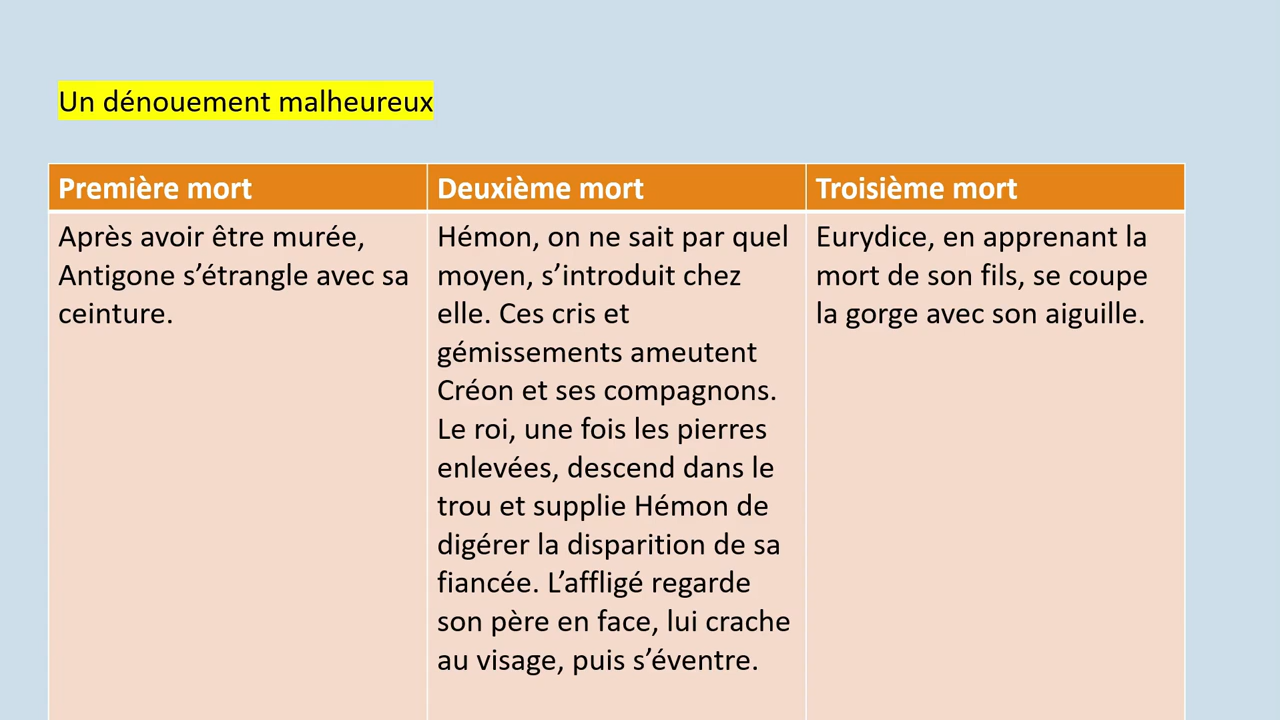 Un dénouement malheureux
Première mort
Deuxième mort
Troisième mort
Après avoir être murée,
Antigone s’étrangle avec sa
ceinture.
Hémon, on ne sait par quel
moyen, s’introduit chez
elle. Ces cris et
gémissements ameutent
Créon et ses compagnons.
Le roi, une fois les pierres
enlevées, descend dans le
trou et supplie Hémon de
digérer la disparition de sa
fiancée. L’affligé regarde
son père en face, lui crache
au visage, puis s’éventre.
Eurydice, en apprenant la
mort de son fils, se coupe
la gorge avec son aiguille.